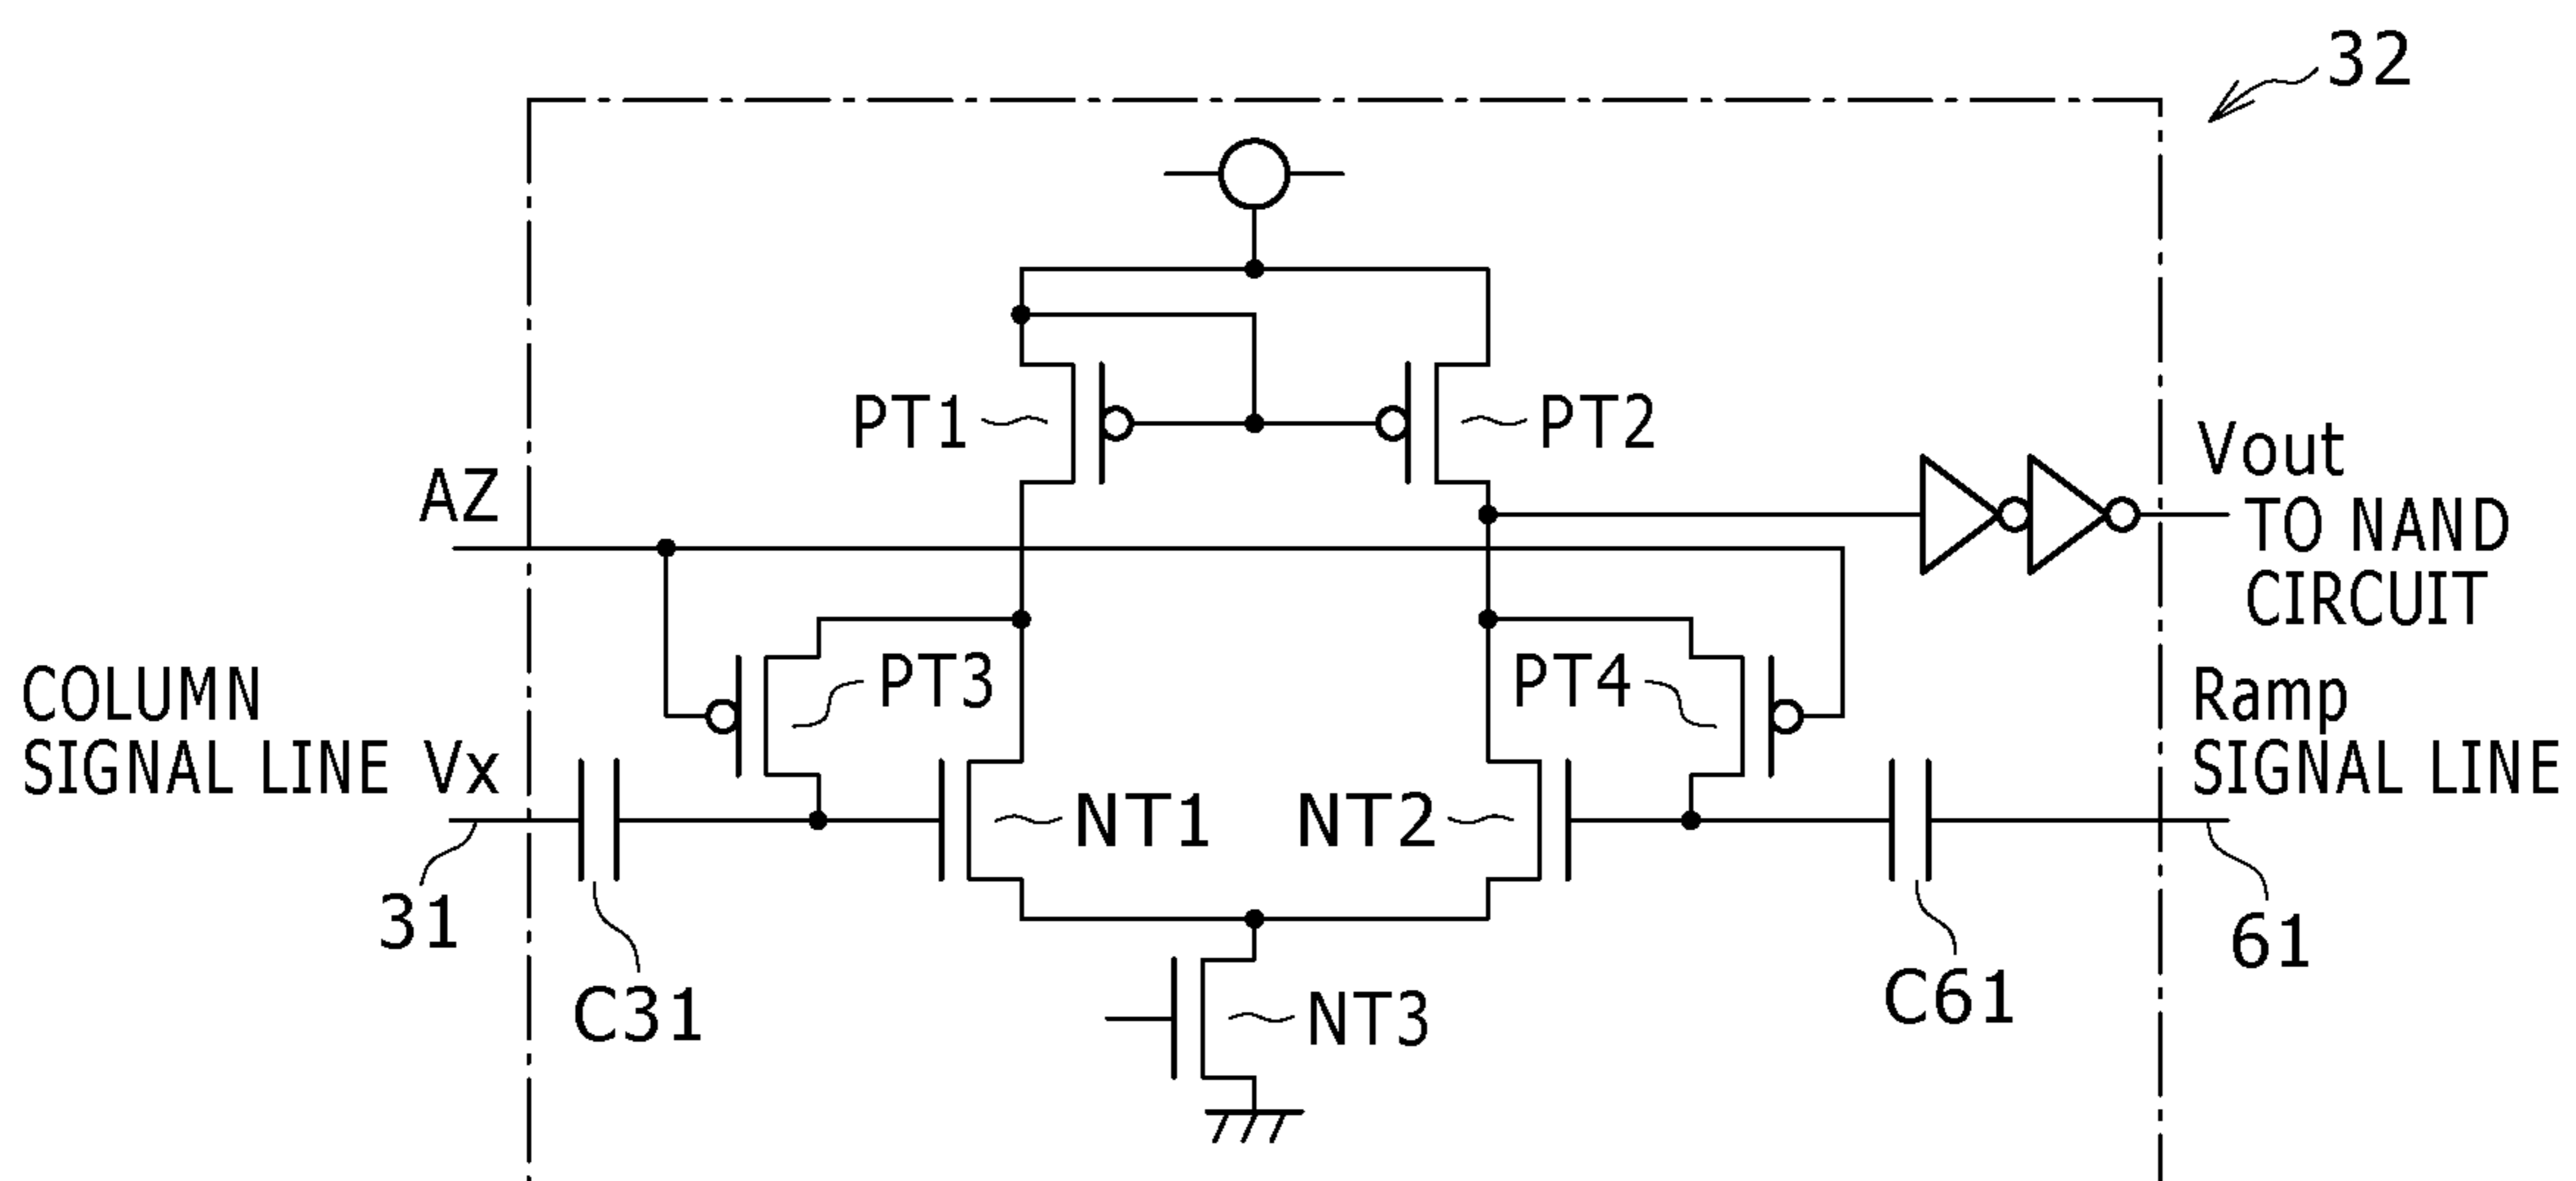 32
PT1
PT2
Vout
TO NAND
CIRCUIT
AZ
COLUMN
SIGNAL LINE Vx
PT3
PT4
Ramp
SIGNAL LINE
NT1
NT2
31
61
C31
C61
NT3